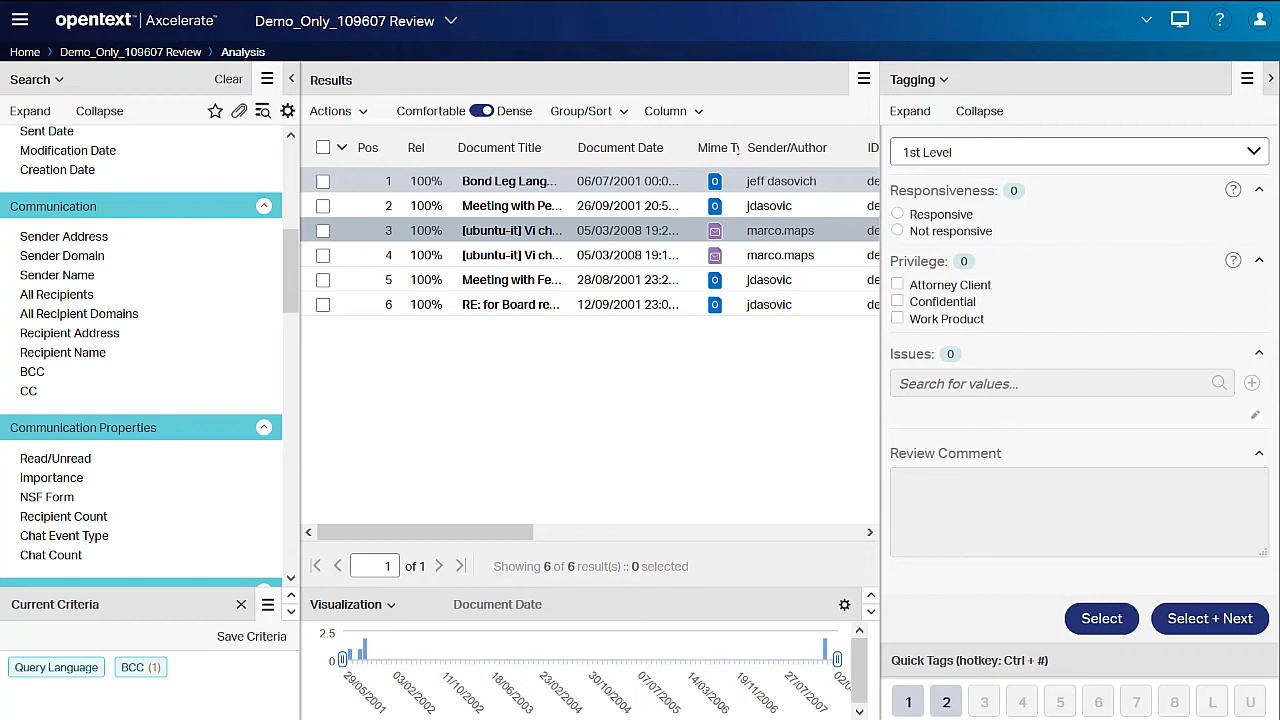 opentext™ | Axcelerate™ Demo_Only_109607 Review
Home Demo_Only_109607 Review Analysis
Search Clear
Expand Collapse
Sent Date
Modification Date
Creation Date
Communication
Sender Address
Sender Domain
Sender Name
All Recipients
All Recipient Domains
Recipient Address
Recipient Name
BCC
CC
Communication Properties
Read/Unread
Importance
NSF Form
Recipient Count
Chat Event Type
Chat Count
Current Criteria
Save Criteria
Query Language BCC (1)
Results
Actions Comfortable Dense Group/Sort Column
Pos Rel Document Title Document Date Mime Ty Sender/Author ID
1 100% Bond Leg Lang... 06/07/2001 00:0... jeff dasovich de
2 100% Meeting with Pe... 26/09/2001 20:5... jdasovic de
3 100% [ubuntu-it] Vi ch... 05/03/2008 19:2... marco.maps de
4 100% [ubuntu-it] Vi ch... 05/03/2008 19:1... marco.maps de
5 100% Meeting with Fe... 28/08/2001 23:2... jdasovic de
6 100% RE: for Board re... 12/09/2001 23:0... jdasovic de
1 of 1 Showing 6 of 6 result(s) :: 0 selected
Visualization Document Date
2.5
0
29/05/2001 03/02/2002 11/10/2002 18/06/2003 23/02/2004 30/10/2004 07/07/2005 14/03/2006 19/11/2006 27/07/2007 02/0
Tagging
Expand Collapse
1st Level
Responsiveness: 0
Responsive
Not responsive
Privilege: 0
Attorney Client
Confidential
Work Product
Issues: 0
Search for values...
Review Comment
Select Select + Next
Quick Tags (hotkey: Ctrl + #)
1 2 3 4 5 6 7 8 L U